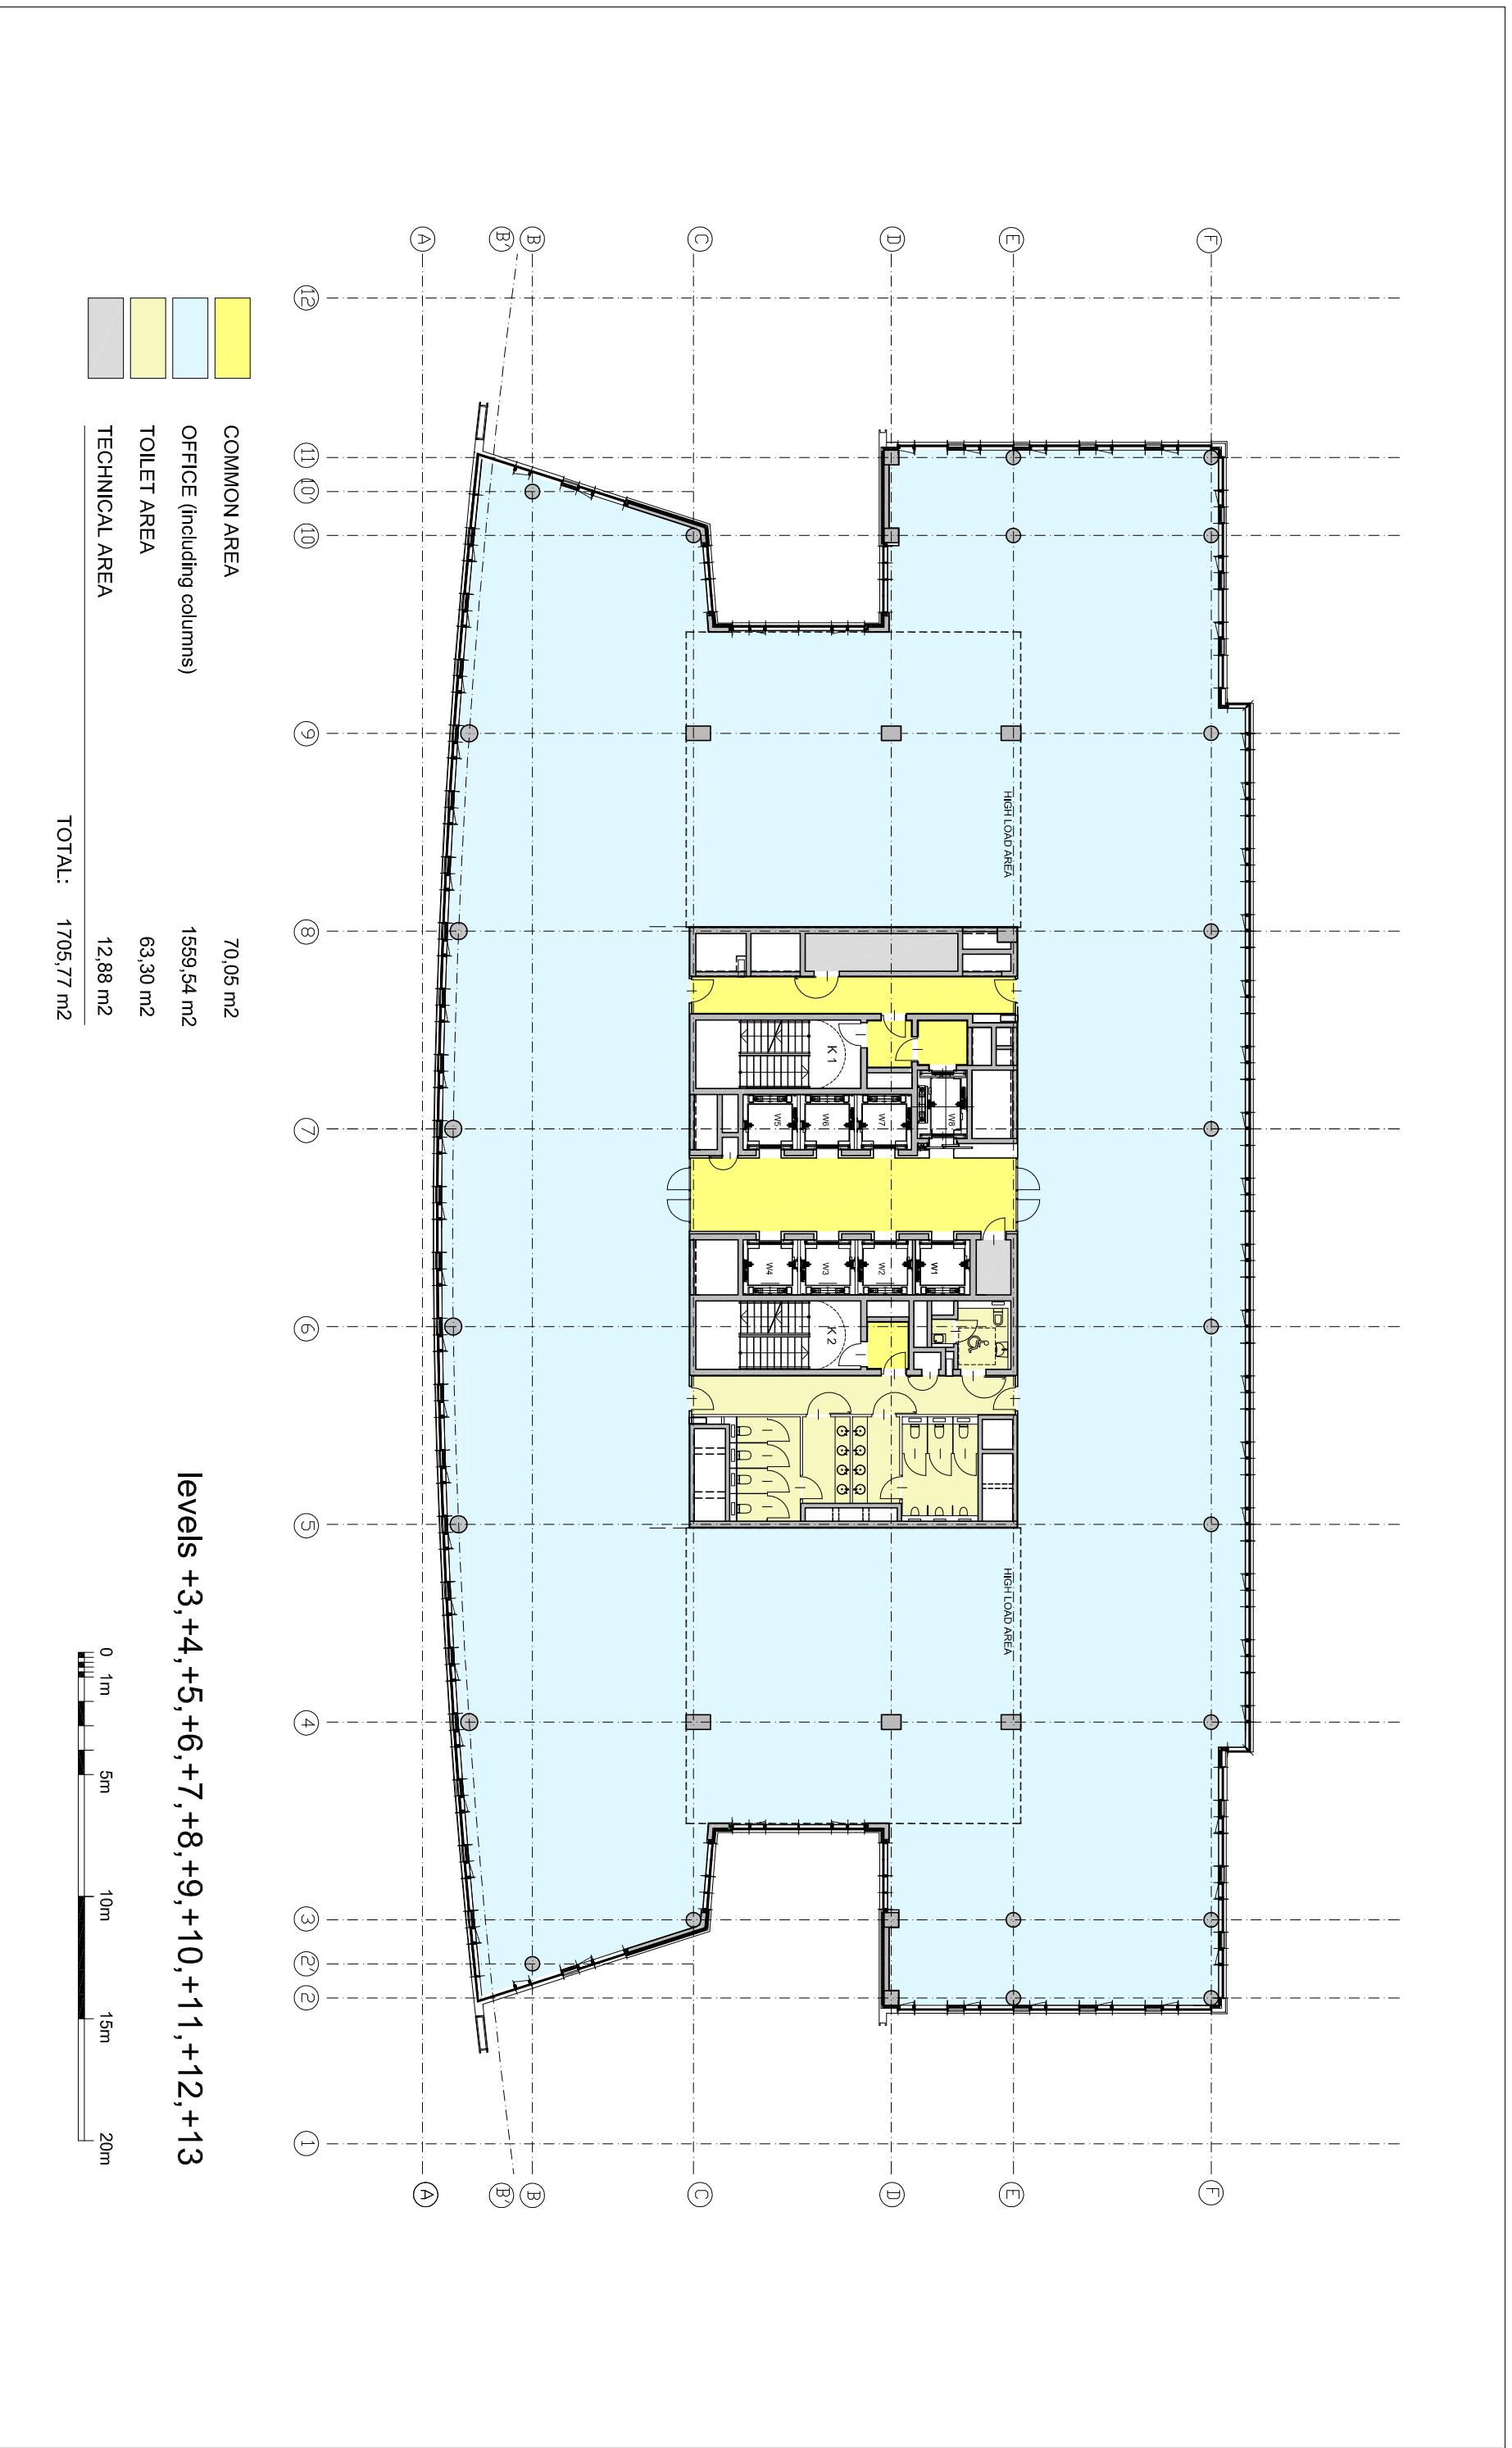 A
B'
B
C
D
E
F
12
11
10'
10
9
8
7
6
5
4
3
2'
2
1
HIGH LOAD AREA
K 1
W5
W6
W7
W8
W4
W3
W2
W1
K 2
HIGH LOAD AREA
A
B'
B
C
D
E
F
COMMON AREA 70,05 m2
OFFICE (including columns) 1559,54 m2
TOILET AREA 63,30 m2
TECHNICAL AREA 12,88 m2
TOTAL: 1705,77 m2
levels +3,+4,+5,+6,+7,+8,+9,+10,+11,+12,+13
0 1m 5m 10m 15m 20m